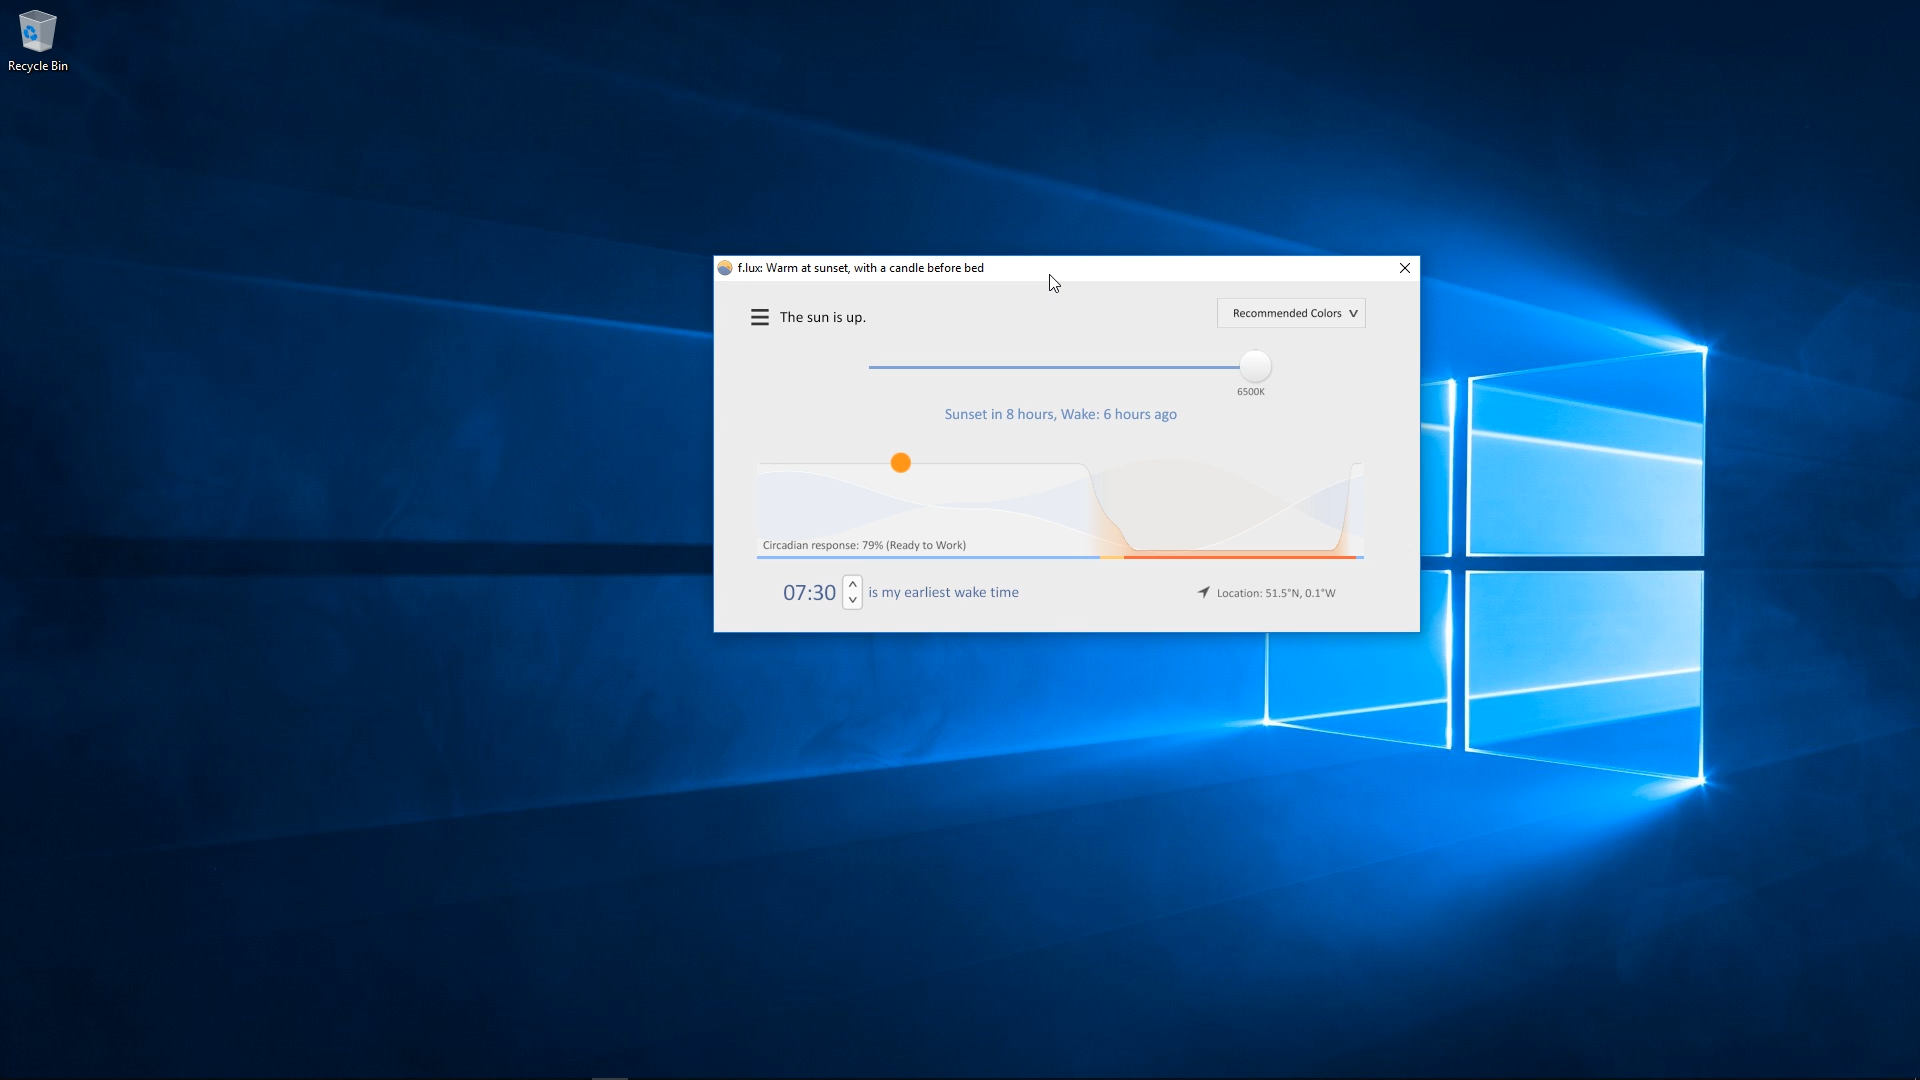 Recycle Bin
f.lux: Warm at sunset, with a candle before bed
The sun is up.
Recommended Colors
6500K
Sunset in 8 hours, Wake: 6 hours ago
Circadian response: 79% (Ready to Work)
07:30 is my earliest wake time
Location: 51.5°N, 0.1°W